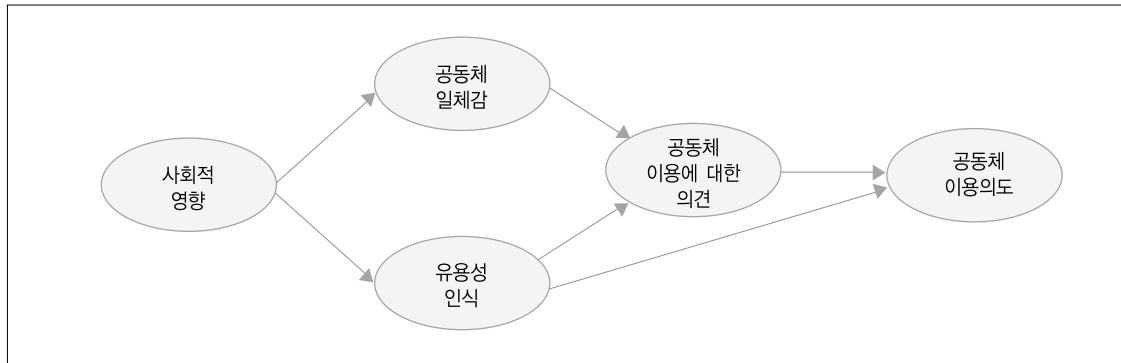 공동체
일체감
사회적
영향
공동체
이용에 대한
의견
공동체
이용의도
유용성
인식